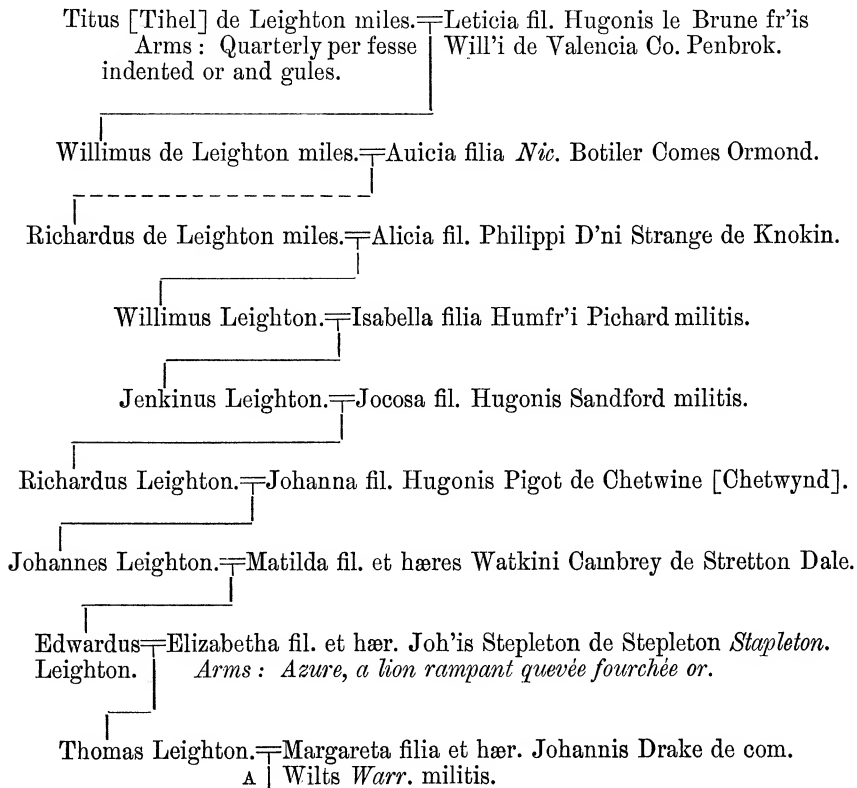 Titus [Tihel] de Leighton miles.=Leticia fil. Hugonis le Brune fr'is
Arms : Quarterly per fesse Will'i de Valencia Co. Penbrok.
indented or and gules.
Willimus de Leighton miles.=Auicia filia Nic. Botiler Comes Ormond.
Richardus de Leighton miles.=Alicia fil. Philippi D'ni Strange de Knokin.
Willimus Leighton.=Isabella filia Humfr'i Pichard militis.
Jenkinus Leighton.=Jocosa fil. Hugonis Sandford militis.
Richardus Leighton.=Johanna fil. Hugonis Pigot de Chetwine [Chetwynd].
Johannes Leighton.=Matilda fil. et hæres Watkini Cambrey de Stretton Dale.
Edwardus=Elizabetha fil. et hær. Joh'is Stepleton de Stepleton Stapleton.
Leighton. Arms : Azure, a lion rampant quevée fourchée or.
Thomas Leighton.=Margareta filia et hær. Johannis Drake de com.
A Wilts Warr. militis.